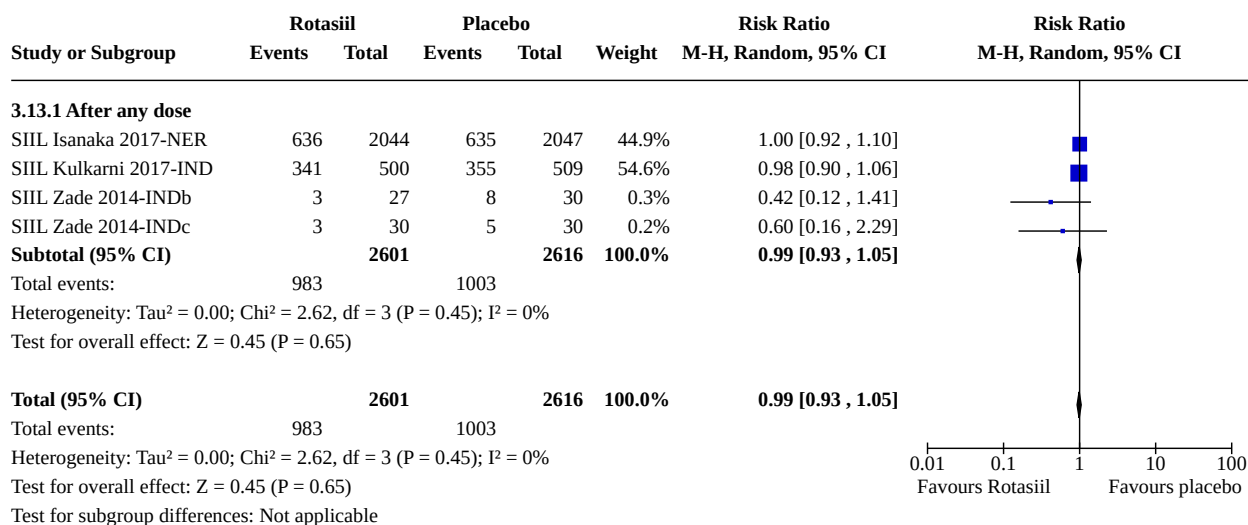 Rotasiil Placebo Risk Ratio Risk Ratio
Study or Subgroup Events Total Events Total Weight M-H, Random, 95% CI M-H, Random, 95% CI
3.13.1 After any dose
SIIL Isanaka 2017-NER 636 2044 635 2047 44.9% 1.00 [0.92 , 1.10]
SIIL Kulkarni 2017-IND 341 500 355 509 54.6% 0.98 [0.90 , 1.06]
SIIL Zade 2014-INDb 3 27 8 30 0.3% 0.42 [0.12 , 1.41]
SIIL Zade 2014-INDc 3 30 5 30 0.2% 0.60 [0.16 , 2.29]
Subtotal (95% CI) 2601 2616 100.0% 0.99 [0.93 , 1.05]
Total events: 983 1003
Heterogeneity: Tau² = 0.00; Chi² = 2.62, df = 3 (P = 0.45); I² = 0%
Test for overall effect: Z = 0.45 (P = 0.65)
Total (95% CI) 2601 2616 100.0% 0.99 [0.93 , 1.05]
Total events: 983 1003
Heterogeneity: Tau² = 0.00; Chi² = 2.62, df = 3 (P = 0.45); I² = 0%
0.01 0.1 1 10 100
Test for overall effect: Z = 0.45 (P = 0.65) Favours Rotasiil Favours placebo
Test for subgroup differences: Not applicable